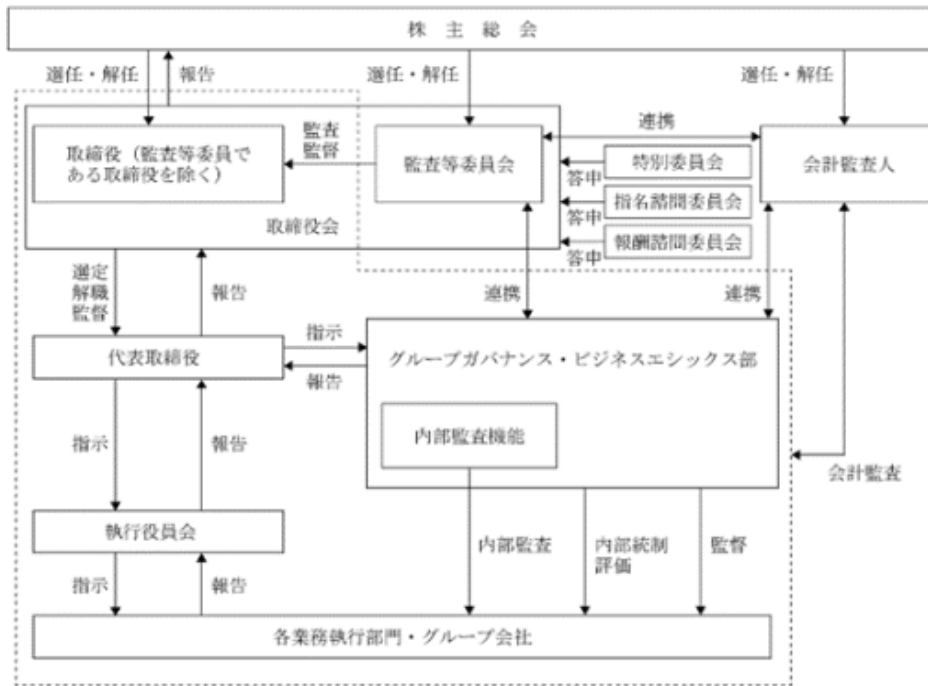 株主総会
選任・解任
報告
選任・解任
選任・解任
取締役（監査等委員で
ある取締役を除く）
監査
監督
監査等委員会
連携
会計監査人
特別委員会
答申
指名諮問委員会
答申
報酬諮問委員会
答申
取締役会
選定
解職
監督
報告
連携
連携
代表取締役
指示
報告
グループガバナンス・ビジネスエシックス部
内部監査機能
指示
報告
会計監査
執行役員会
内部監査
内部統制
評価
監督
指示
報告
各業務執行部門・グループ会社